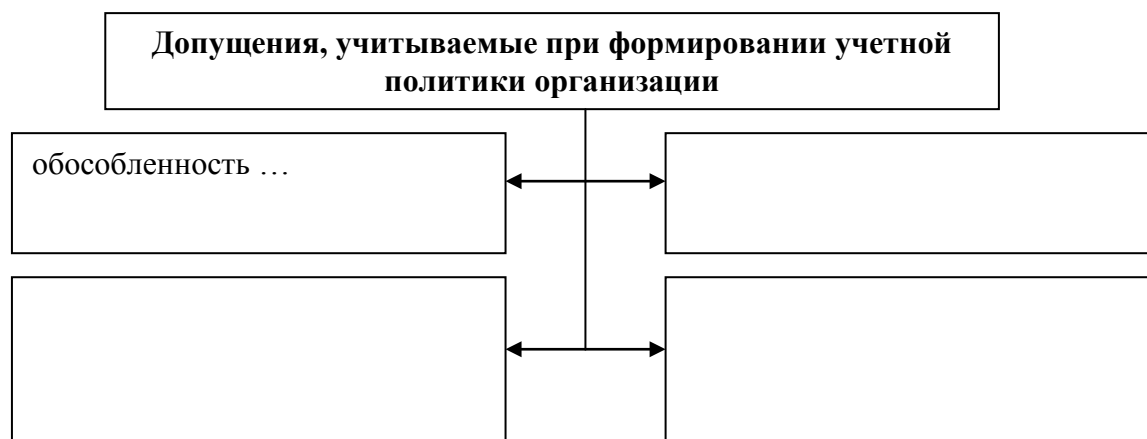 Допущения, учитываемые при формировании учетной
политики организации
обособленность …